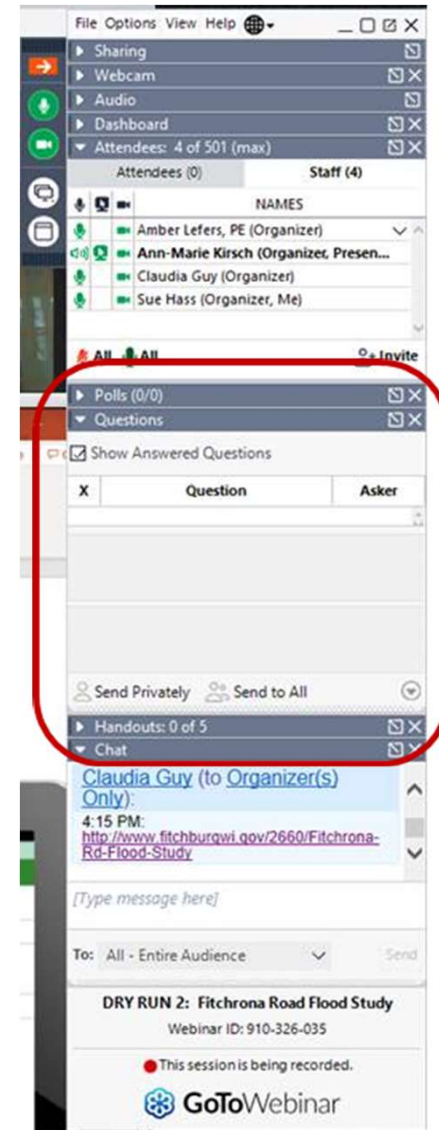 File Options View Help
Sharing
Webcam
Audio
Dashboard
Attendees: 4 of 501 (max)
Attendees (0) Staff (4)
NAMES
Amber Lefers, PE (Organizer)
Ann-Marie Kirsch (Organizer, Presen...
Claudia Guy (Organizer)
Sue Hass (Organizer, Me)
All All Invite
Polls (0/0)
Questions
Show Answered Questions
X Question Asker
Send Privately Send to All
Handouts: 0 of 5
Chat
Claudia Guy (to Organizer(s)
Only):
4:15 PM:
http://www.fitchburgwi.gov/2660/Fitchrona-
Rd-Flood-Study
[Type message here]
To: All - Entire Audience Send
DRY RUN 2: Fitchrona Road Flood Study
Webinar ID: 910-326-035
This session is being recorded.
GoToWebinar